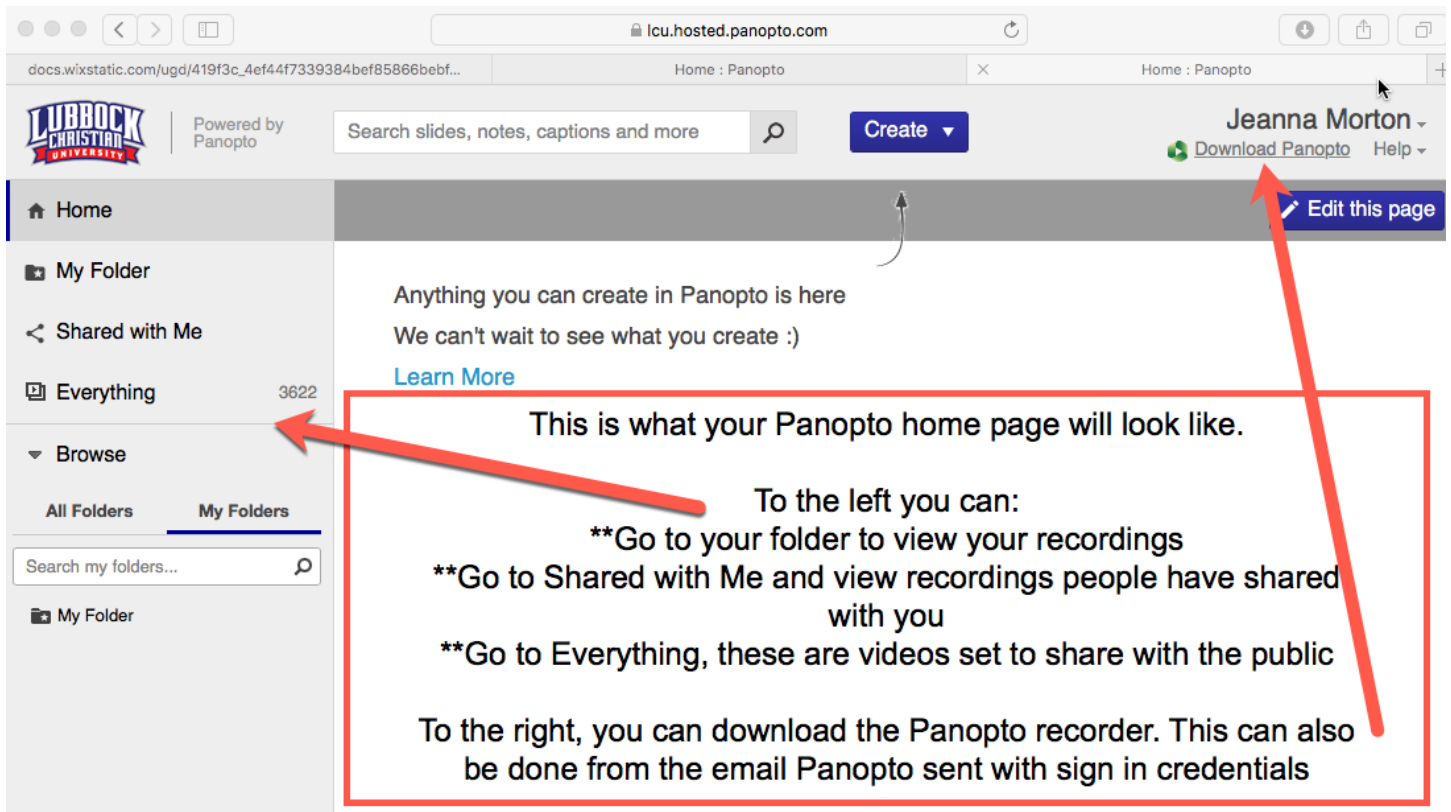 lcu.hosted.panopto.com
docs.wixstatic.com/ugd/419f3c_4ef44f7339384bef85866bebf...
Home : Panopto
Home : Panopto
LUBBOCK
CHRISTIAN
UNIVERSITY
Powered by
Panopto
Search slides, notes, captions and more
Create
Jeanna Morton
Download Panopto
Help
Home
Edit this page
My Folder
Shared with Me
Everything
3622
Browse
All Folders
My Folders
Search my folders...
My Folder
Anything you can create in Panopto is here
We can't wait to see what you create :)
Learn More
This is what your Panopto home page will look like.
To the left you can:
**Go to your folder to view your recordings
**Go to Shared with Me and view recordings people have shared
with you
**Go to Everything, these are videos set to share with the public
To the right, you can download the Panopto recorder. This can also
be done from the email Panopto sent with sign in credentials